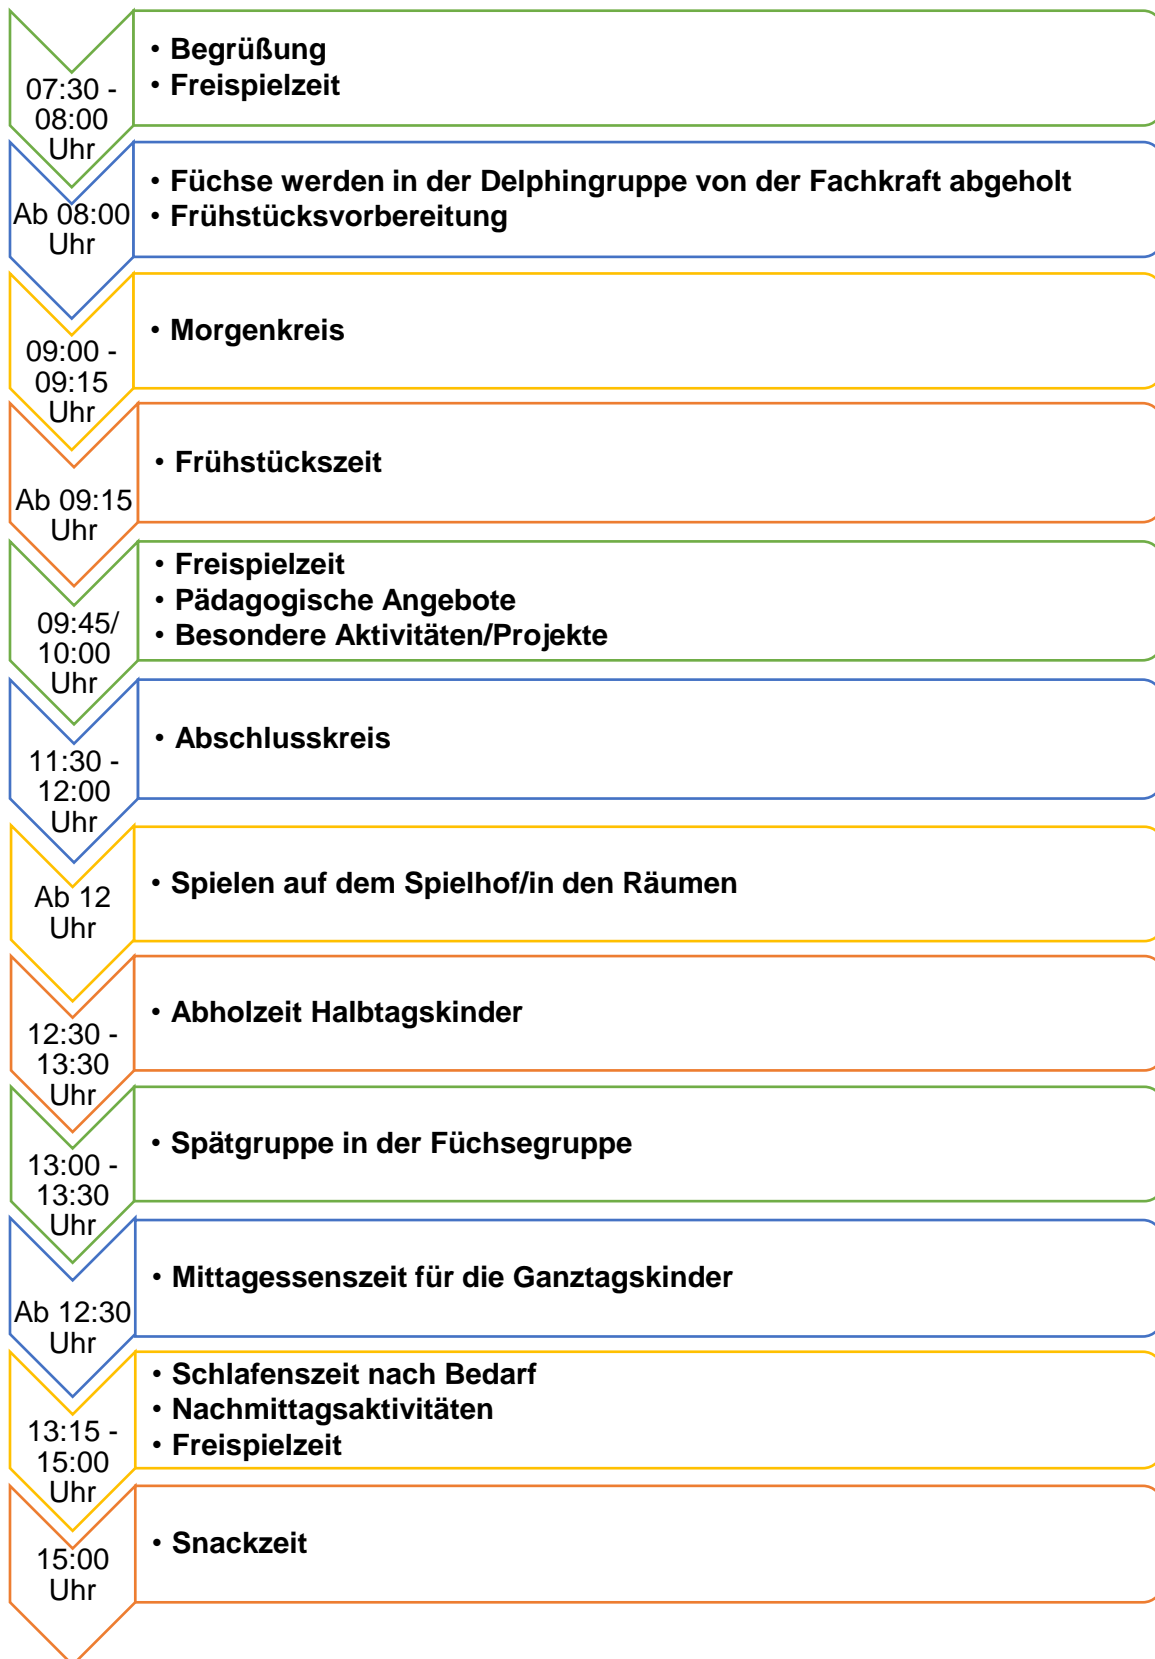 07:30 -
08:00
Uhr
• Begrüßung
• Freispielzeit
Ab 08:00
Uhr
• Füchse werden in der Delphingruppe von der Fachkraft abgeholt
• Frühstücksvorbereitung
09:00 -
09:15
Uhr
• Morgenkreis
Ab 09:15
Uhr
• Frühstückszeit
09:45/
10:00
Uhr
• Freispielzeit
• Pädagogische Angebote
• Besondere Aktivitäten/Projekte
11:30 -
12:00
Uhr
• Abschlusskreis
Ab 12
Uhr
• Spielen auf dem Spielhof/in den Räumen
12:30 -
13:30
Uhr
• Abholzeit Halbtagskinder
13:00 -
13:30
Uhr
• Spätgruppe in der Füchsegruppe
Ab 12:30
Uhr
• Mittagessenszeit für die Ganztagskinder
13:15 -
15:00
Uhr
• Schlafenszeit nach Bedarf
• Nachmittagsaktivitäten
• Freispielzeit
15:00
Uhr
• Snackzeit